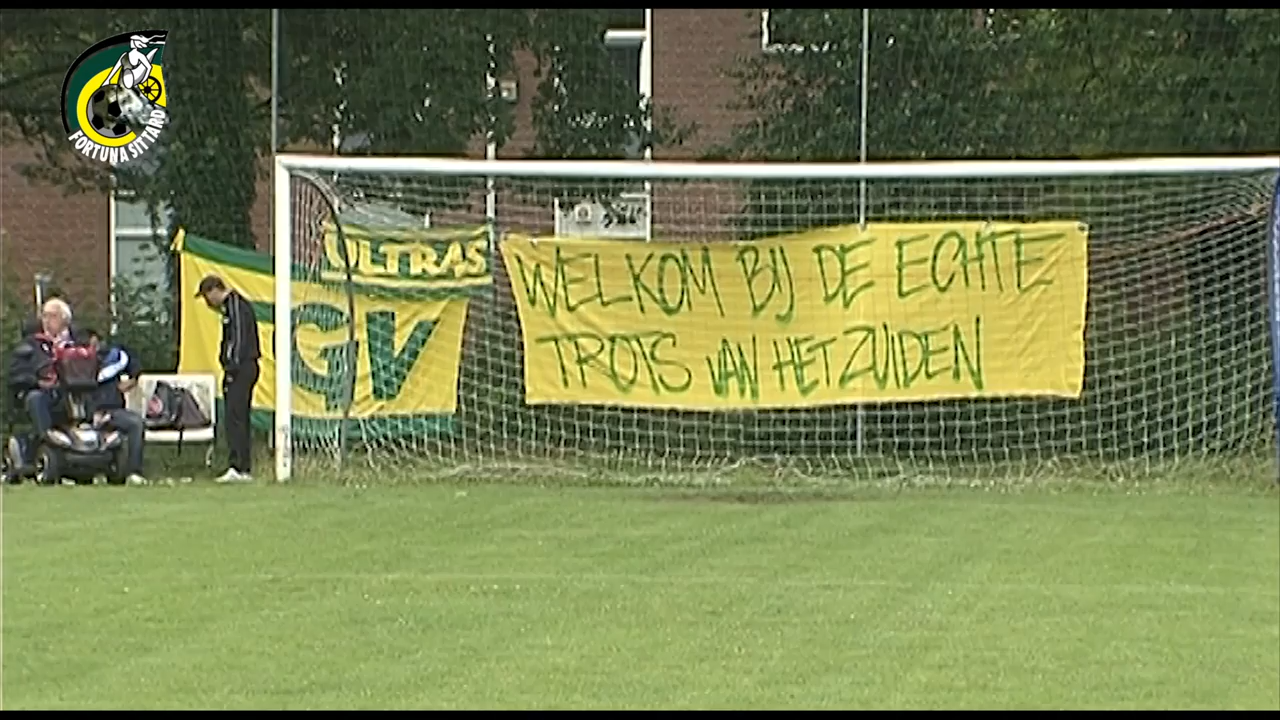 FORTUNA SITTARD
ULTRAS
GV
WELKOM BIJ DE ECHTE
TROTS VAN HET ZUIDEN